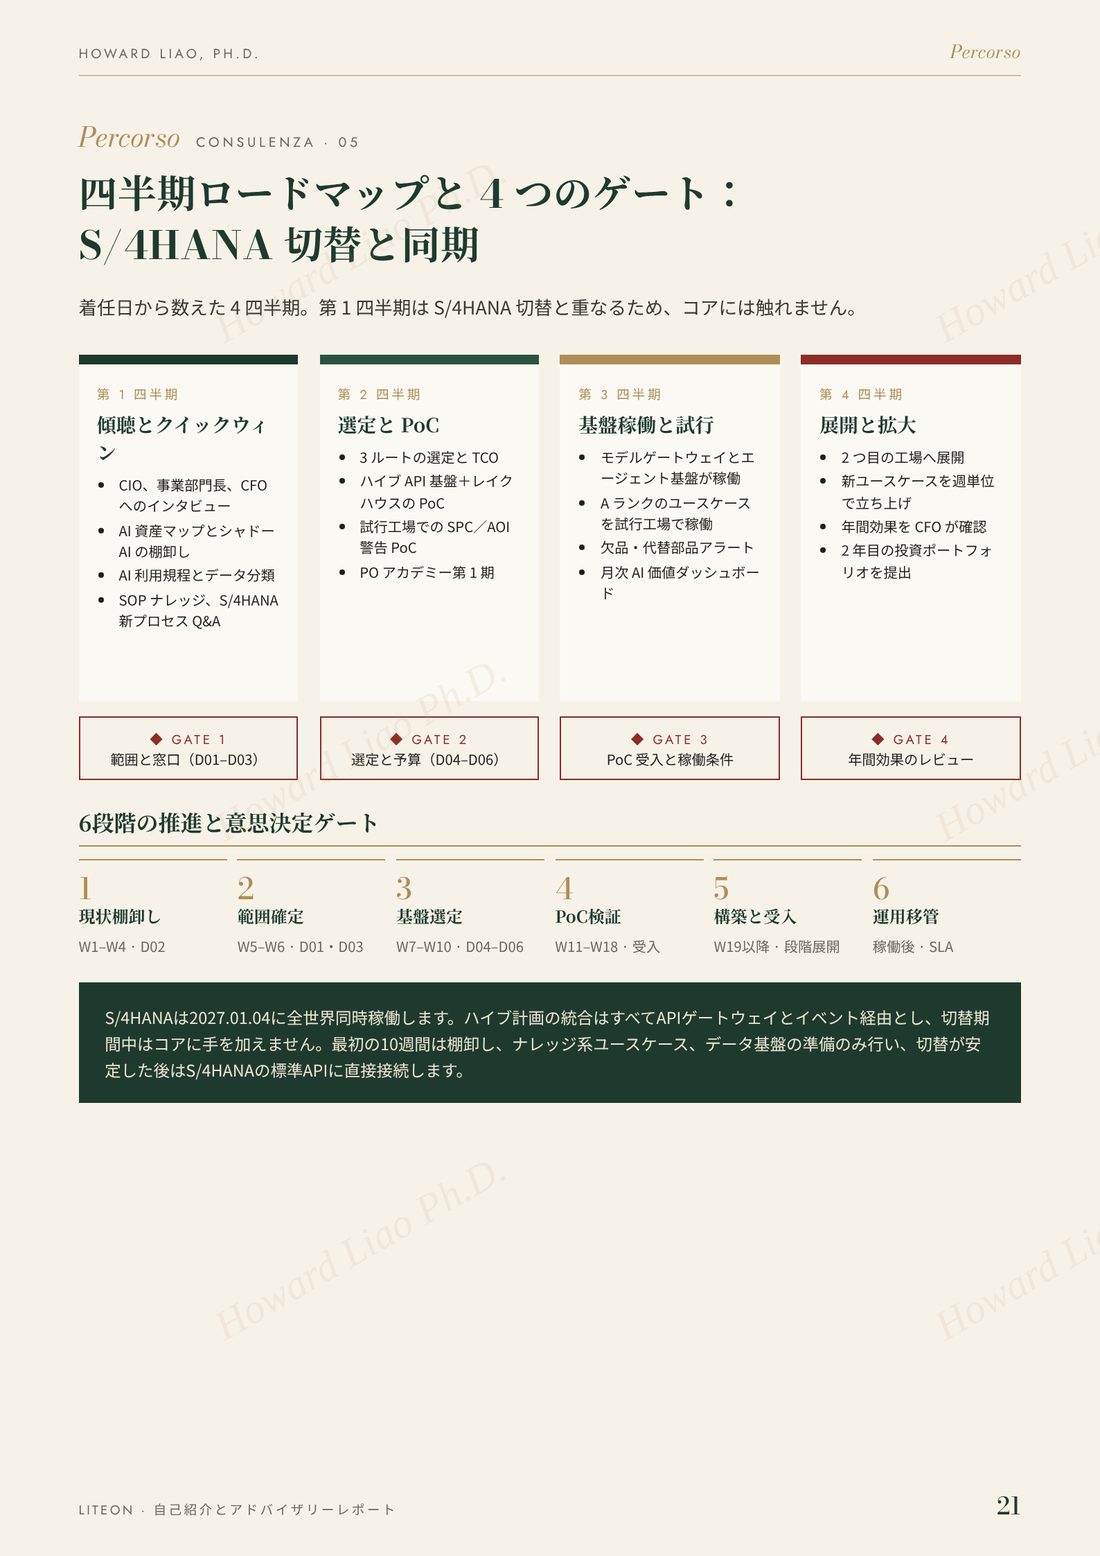 HOWARD LIAO, PH.D.
Percorso
Percorso CONSULENZA · 05
四半期ロードマップと 4 つのゲート：
S/4HANA 切替と同期
着任日から数えた 4 四半期。第 1 四半期は S/4HANA 切替と重なるため、コアには触れません。
第 1 四半期
傾聴とクイックウィ
ン
• CIO、事業部門長、CFO
へのインタビュー
• AI 資産マップとシャドー
AI の棚卸し
• AI 利用規程とデータ分類
• SOP ナレッジ、S/4HANA
新プロセス Q&A
◆ GATE 1
範囲と窓口（D01–D03）
第 2 四半期
選定と PoC
• 3 ルートの選定と TCO
• ハイブ API 基盤＋レイク
ハウスの PoC
• 試行工場での SPC／AOI
警告 PoC
• PO アカデミー第 1 期
◆ GATE 2
選定と予算（D04–D06）
第 3 四半期
基盤稼働と試行
• モデルゲートウェイとエ
ージェント基盤が稼働
• A ランクのユースケース
を試行工場で稼働
• 欠品・代替部品アラート
• 月次 AI 価値ダッシュボー
ド
◆ GATE 3
PoC 受入と稼働条件
第 4 四半期
展開と拡大
• 2 つ目の工場へ展開
• 新ユースケースを週単位
で立ち上げ
• 年間効果を CFO が確認
• 2 年目の投資ポートフォ
リオを提出
◆ GATE 4
年間効果のレビュー
6段階の推進と意思決定ゲート
1
現状棚卸し
W1–W4 · D02
2
範囲確定
W5–W6 · D01・D03
3
基盤選定
W7–W10 · D04–D06
4
PoC検証
W11–W18 · 受入
5
構築と受入
W19以降 · 段階展開
6
運用移管
稼働後 · SLA
S/4HANAは2027.01.04に全世界同時稼働します。ハイブ計画の統合はすべてAPIゲートウェイとイベント経由とし、切替期
間中はコアに手を加えません。最初の10週間は棚卸し、ナレッジ系ユースケース、データ基盤の準備のみ行い、切替が安
定した後はS/4HANAの標準APIに直接接続します。
Howard Liao Ph.D.
Howard Lia
Howard Liao Ph.D.
Howard Lia
Howard Liao Ph.D.
Howard Lia
LITEON · 自己紹介とアドバイザリーレポート
21